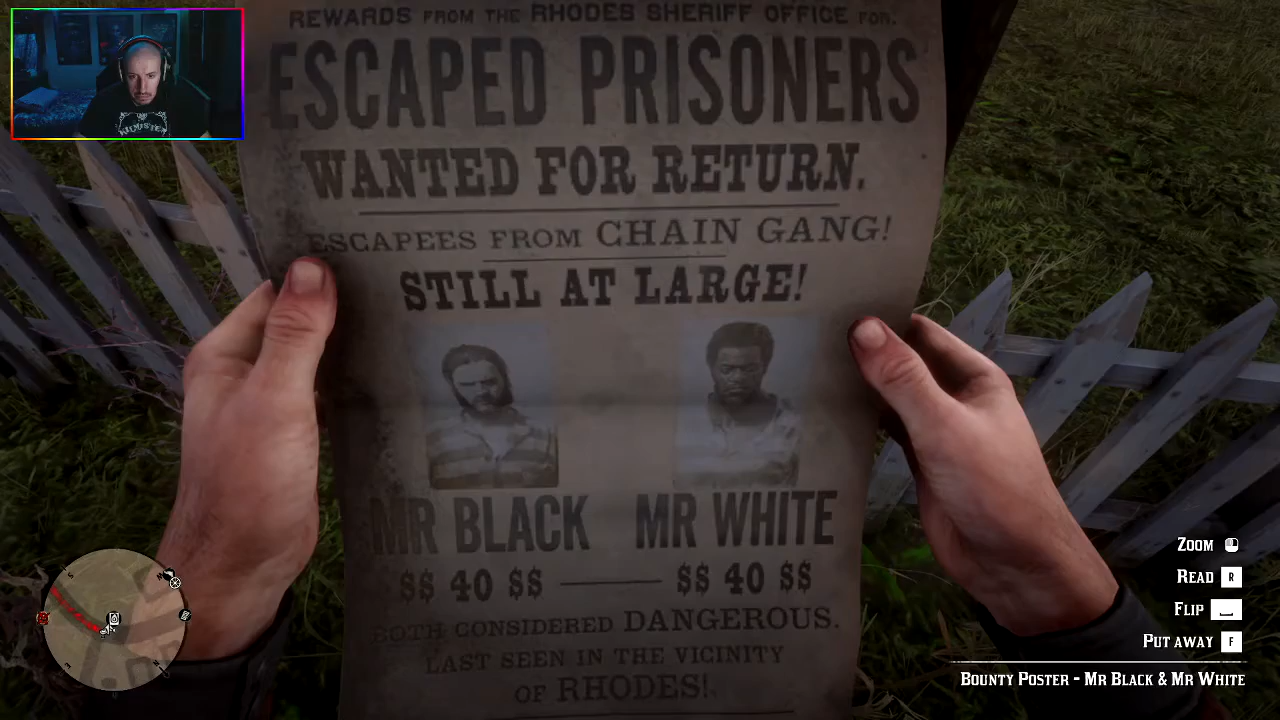 REWARDS FROM THE RHODES SHERIFF OFFICE FOR.
ESCAPED PRISONERS
WANTED FOR RETURN.
ESCAPEES FROM CHAIN GANG!
STILL AT LARGE!
MR BLACK MR WHITE
$$ 40 $$ $$ 40 $$
BOTH CONSIDERED DANGEROUS.
LAST SEEN IN THE VICINITY
OF RHODES!
ZOOM
READ R
FLIP
PUT AWAY F
BOUNTY POSTER - MR BLACK & MR WHITE